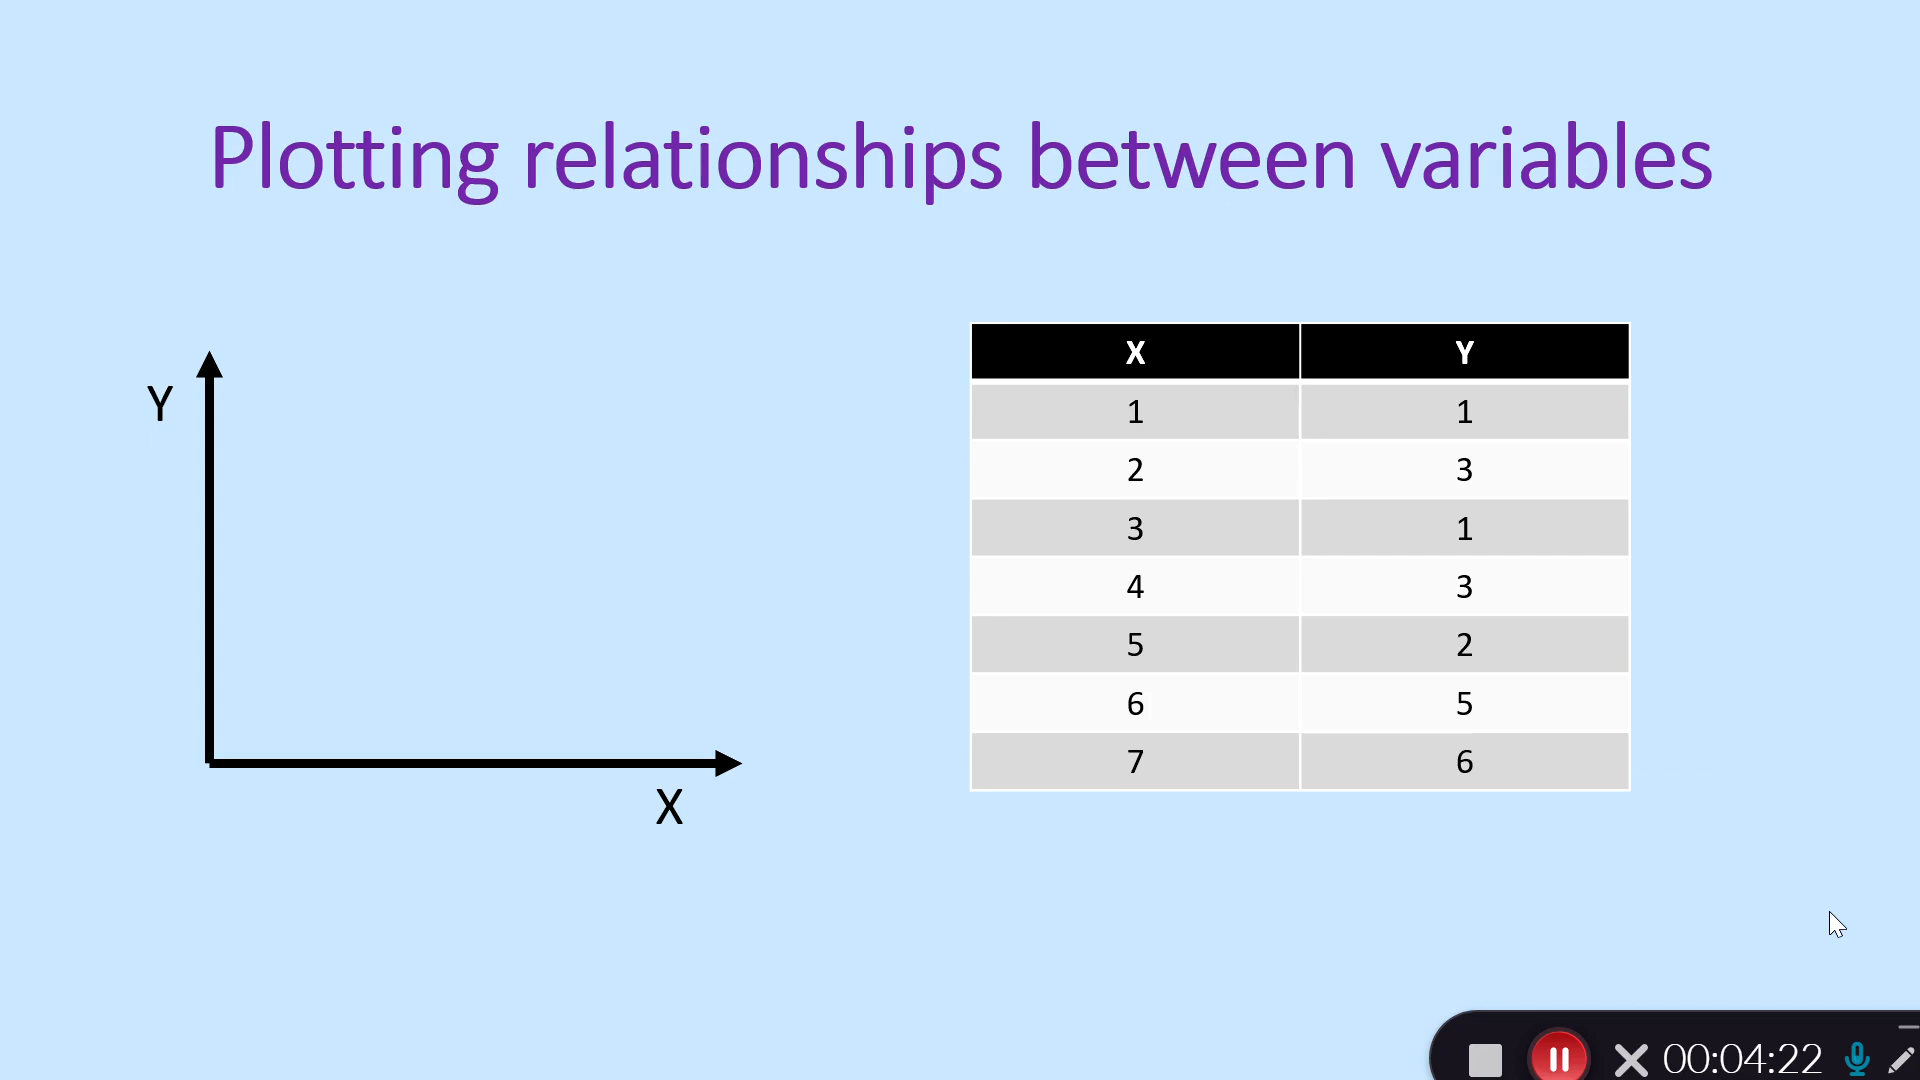 Plotting relationships between variables
Y
X
X Y
1 1
2 3
3 1
4 3
5 2
6 5
7 6
00:04:22